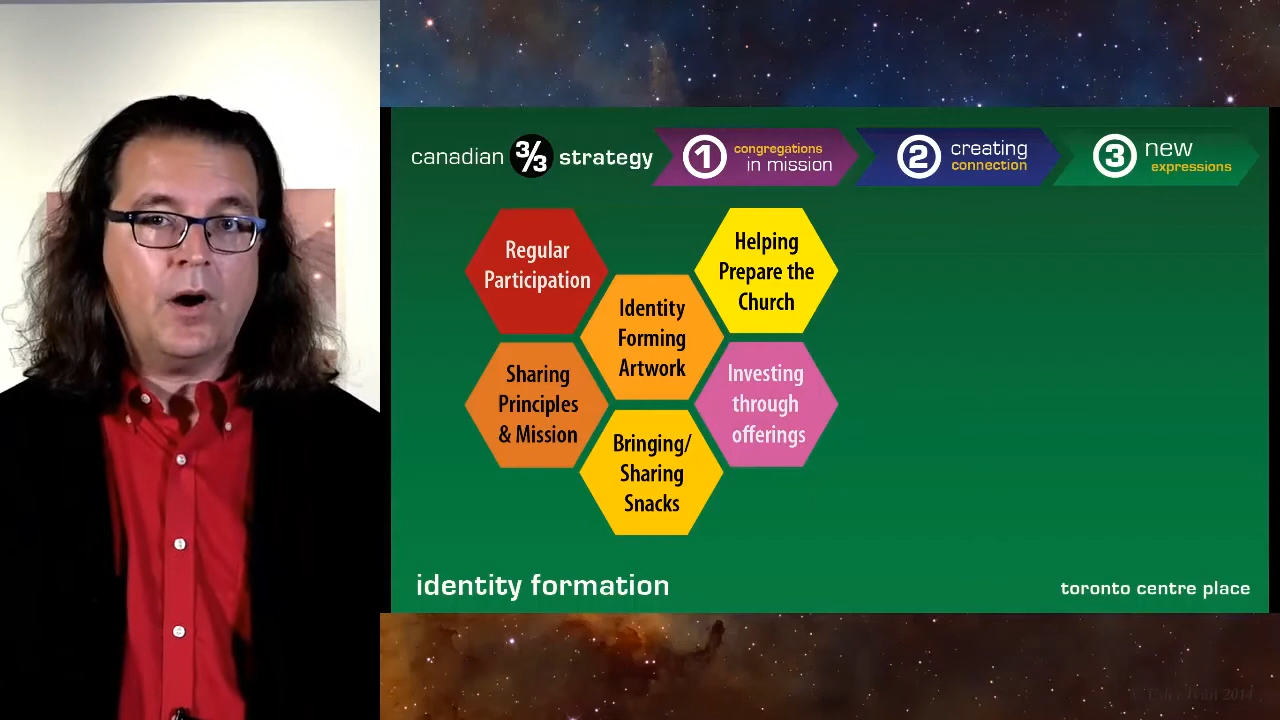 canadian 3/3 strategy
1 congregations
in mission
2 creating
connection
3 new
expressions
Regular
Participation
Helping
Prepare the
Church
Identity
Forming
Artwork
Sharing
Principles
& Mission
Investing
through
offerings
Bringing/
Sharing
Snacks
identity formation
toronto centre place